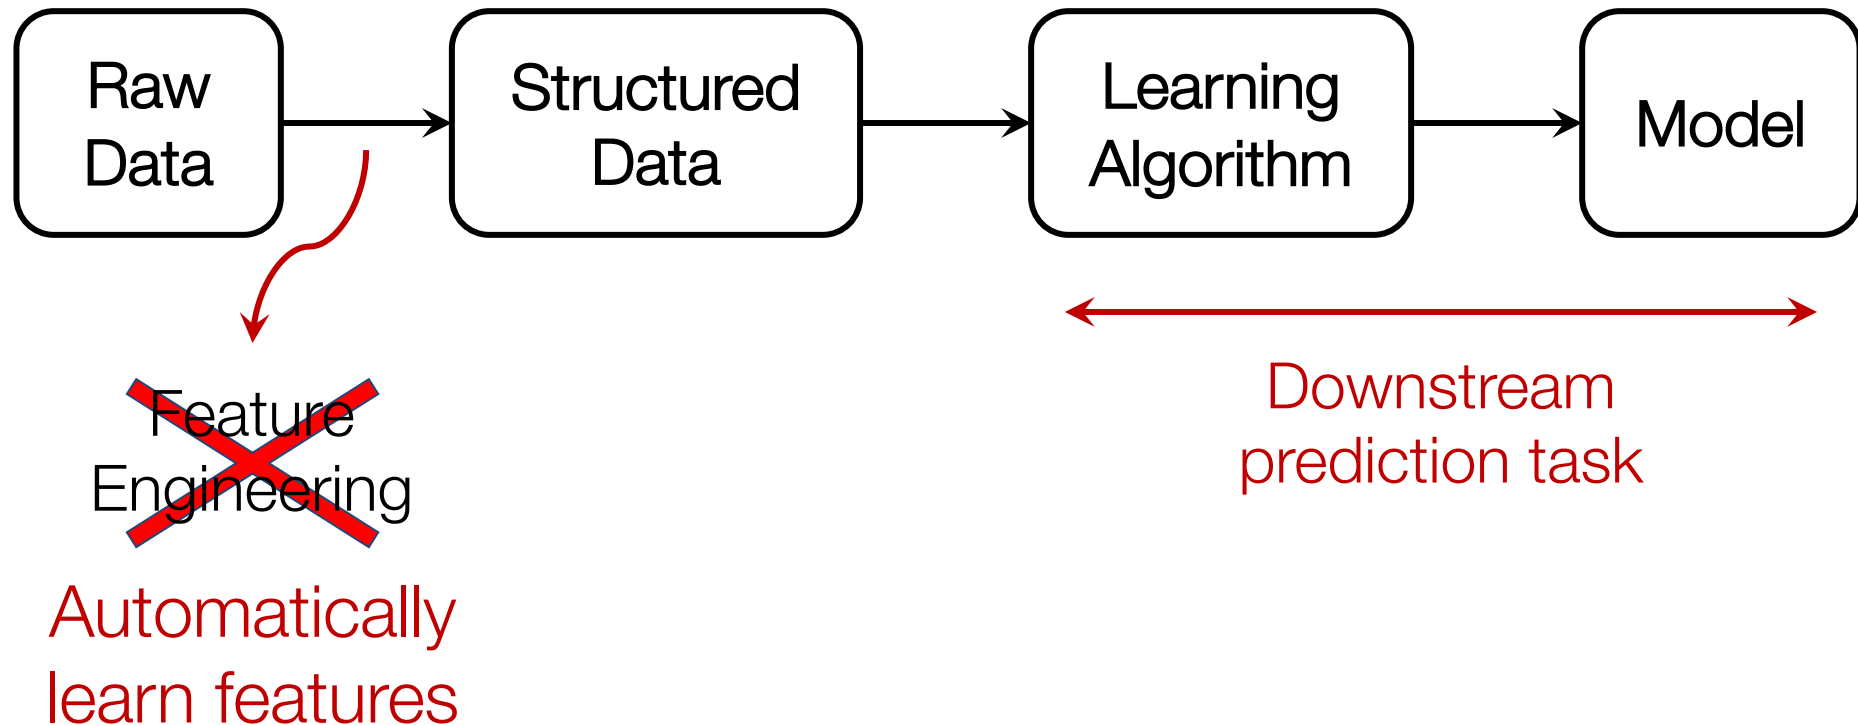 Raw
Data
Structured
Data
Learning
Algorithm
Model
Feature
Engineering
Automatically
learn features
Downstream
prediction task